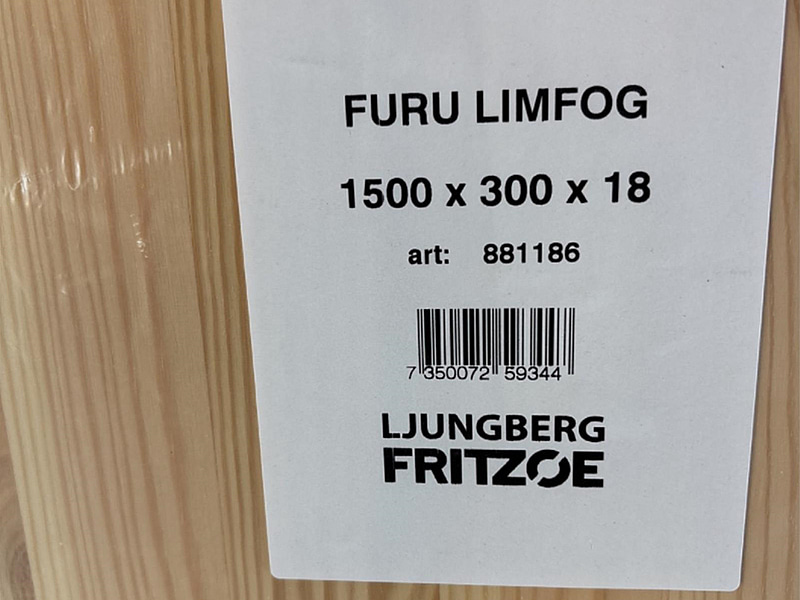 FURU LIMFOG
1500 x 300 x 18
art: 881186
7 350072 59344
LJUNGBERG
FRITZOE